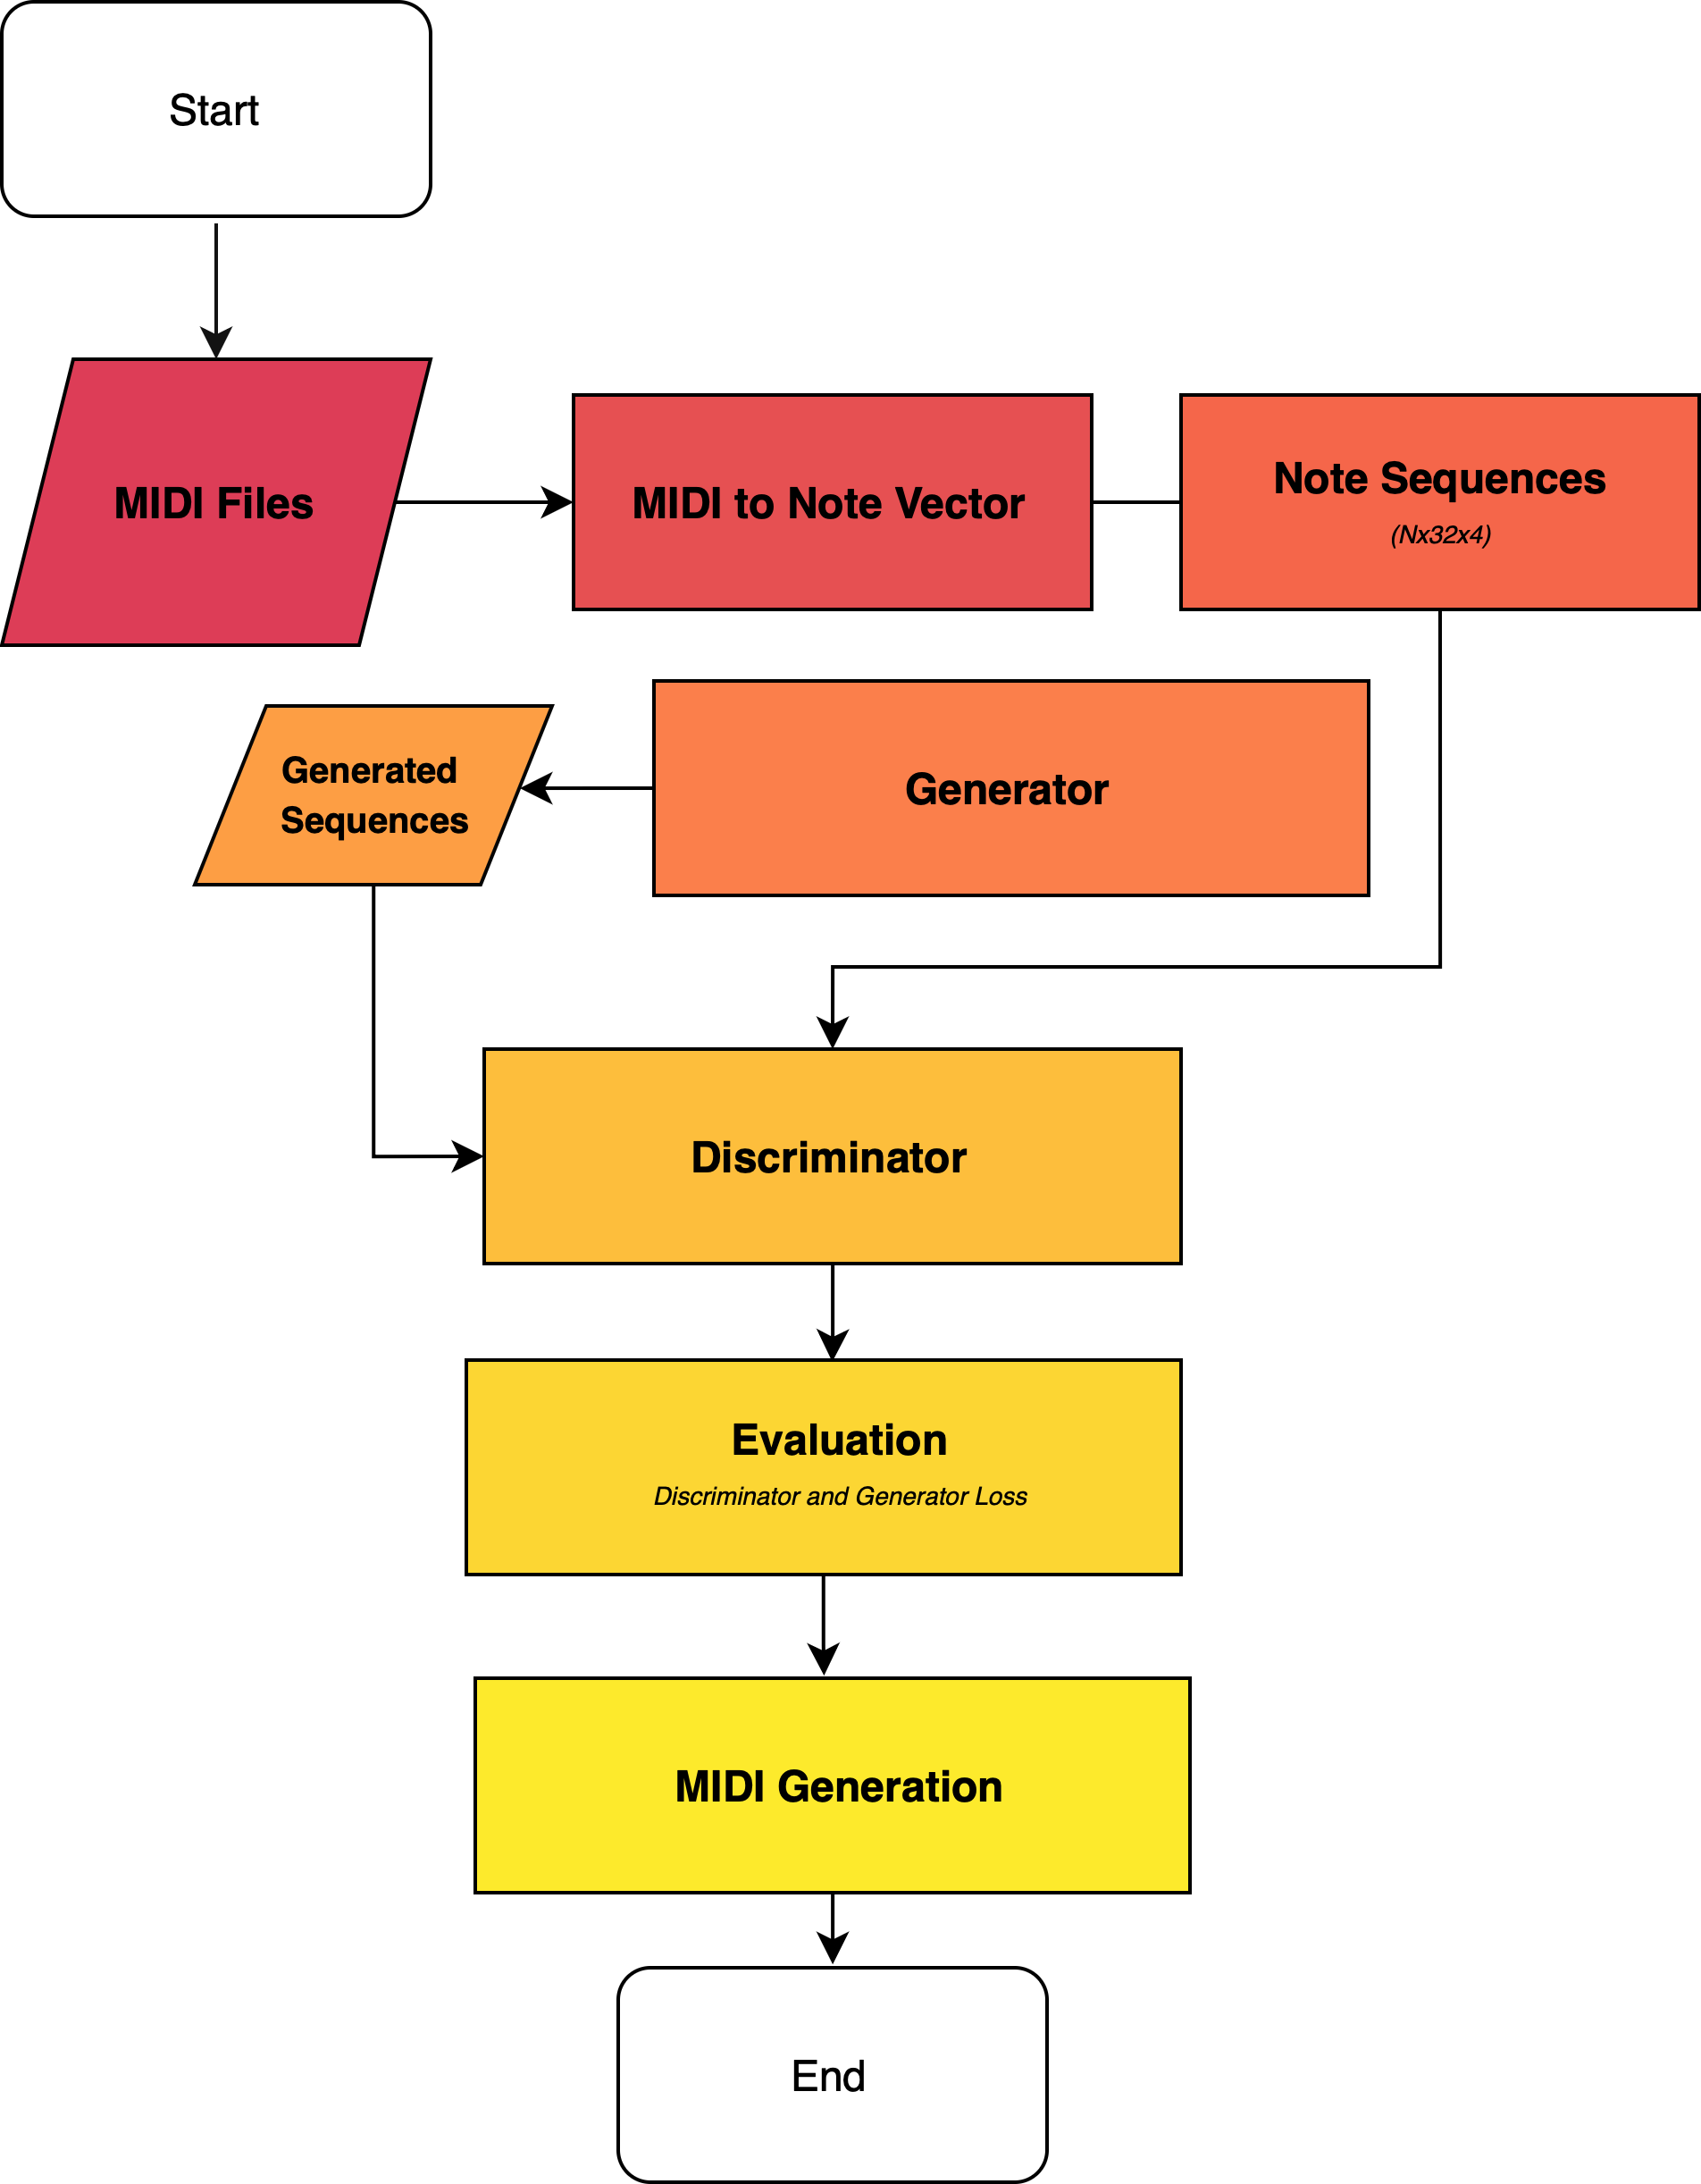 Start
MIDI Files
MIDI to Note Vector
Note Sequences
(Nx32x4)
Generator
Generated
Sequences
Discriminator
Evaluation
Discriminator and Generator Loss
MIDI Generation
End